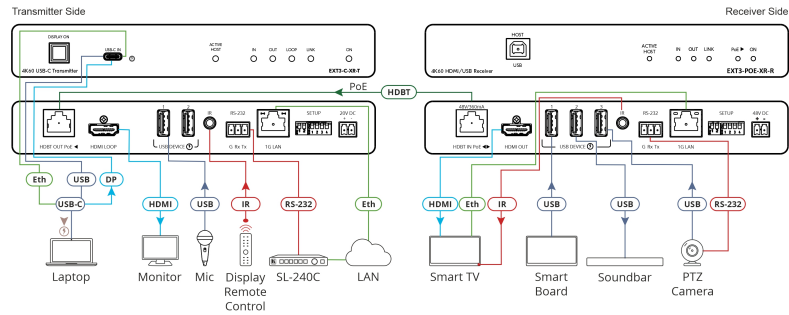 Transmitter Side
Receiver Side
DISPLAY ON
USB-C IN
ACTIVE
HOST
IN OUT LOOP LINK ON
4K60 USB-C Transmitter
EXT3-C-XR-T
HOST
USB
ACTIVE
HOST
IN OUT LINK PoE ▶ ON
4K60 HDMI/USB Receiver
EXT3-POE-XR-R
PoE
HDBT
1 2 IR RS-232 SETUP 20V DC
HDBT OUT PoE ◀ HDMI LOOP USB DEVICE G Rx Tx 1G LAN
HDBT IN PoE HDMI OUT USB DEVICE G Rx Tx 1G LAN
1 2 3 IR RS-232 SETUP 48V DC
Eth USB DP
USB-C
HDMI
USB
IR
RS-232
Eth
HDMI
Eth
IR
USB
USB
USB
RS-232
Laptop
Monitor
Mic
Display
Remote
Control
SL-240C
LAN
Smart TV
Smart
Board
Soundbar
PTZ
Camera